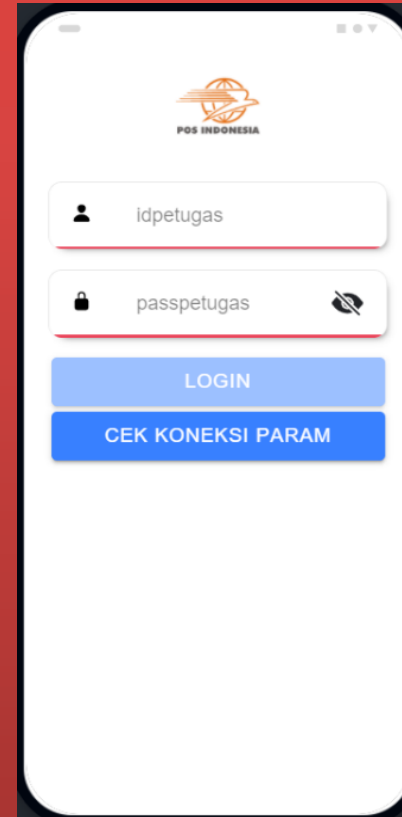 POS INDONESIA
idpetugas
passpetugas
LOGIN
CEK KONEKSI PARAM